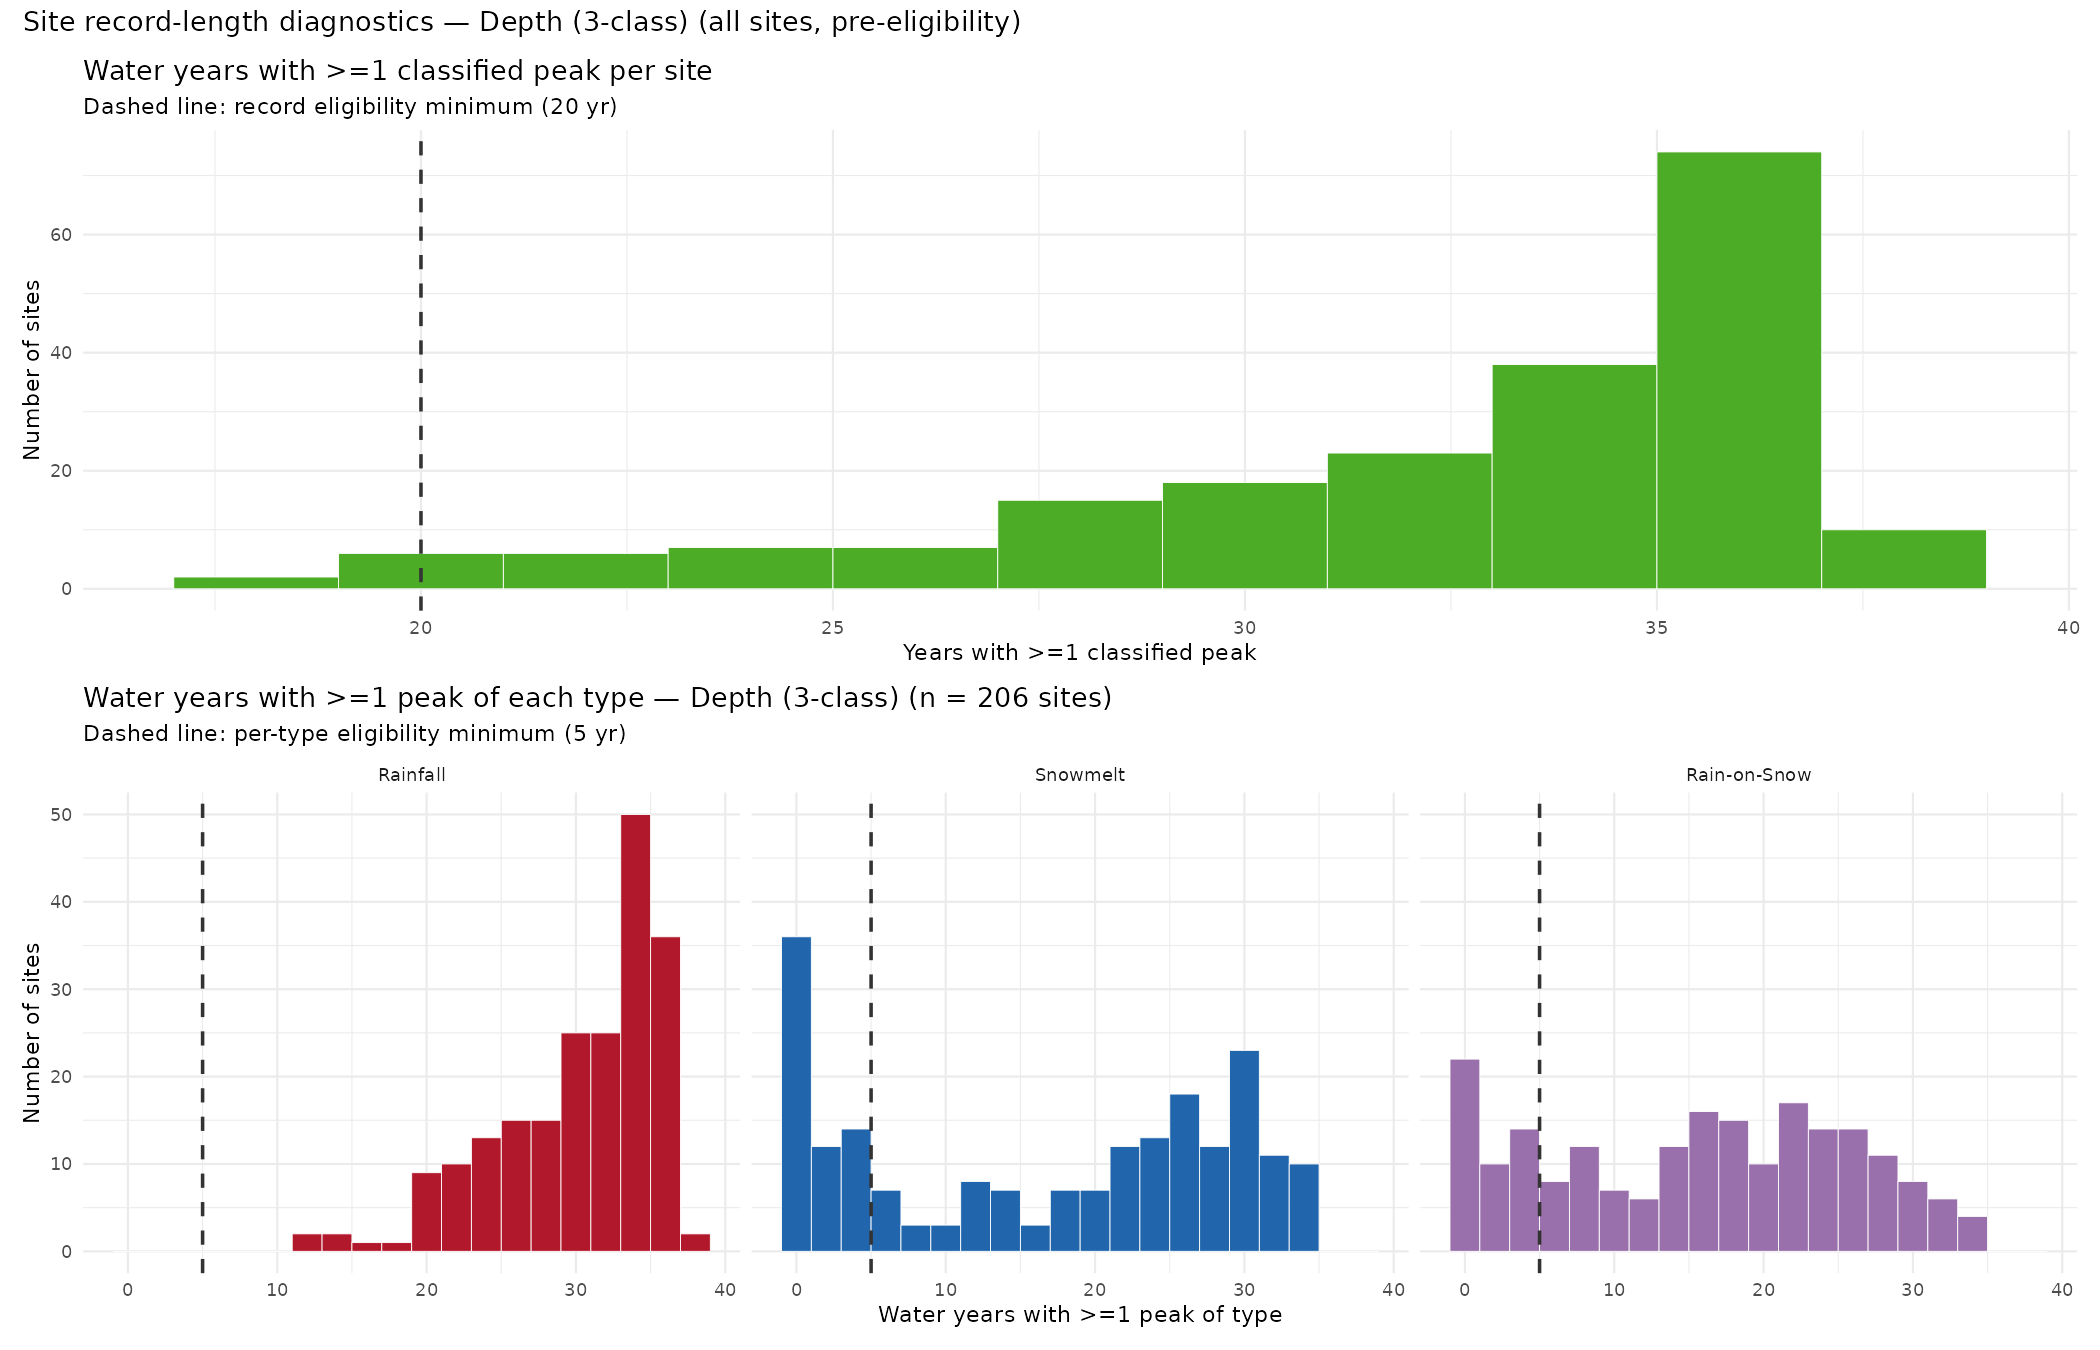 Site record-length diagnostics — Depth (3-class) (all sites, pre-eligibility)
Water years with >=1 classified peak per site
Dashed line: record eligibility minimum (20 yr)
Number of sites
60
40
20
0
20 25 30 35 40
Years with >=1 classified peak
Water years with >=1 peak of each type — Depth (3-class) (n = 206 sites)
Dashed line: per-type eligibility minimum (5 yr)
Rainfall Snowmelt Rain-on-Snow
Number of sites
50
40
30
20
10
0
0 10 20 30 40 0 10 20 30 40 0 10 20 30 40
Water years with >=1 peak of type